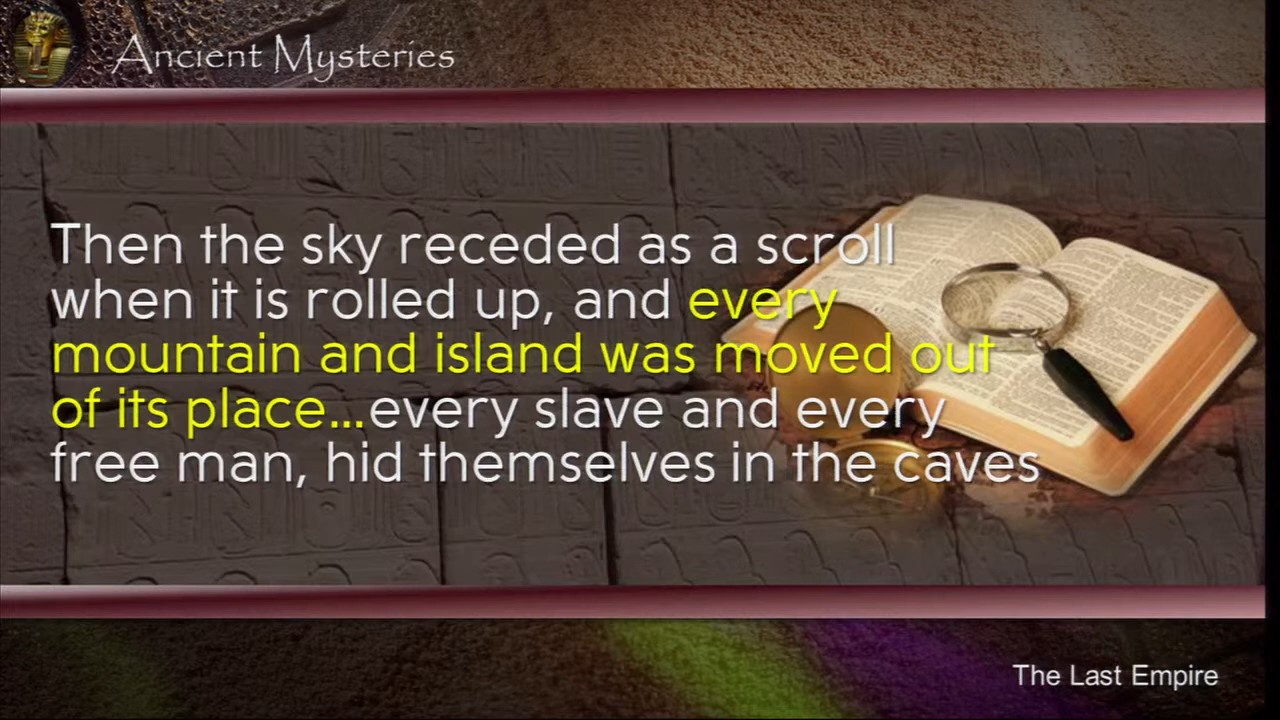 Ancient Mysteries
Then the sky receded as a scroll
when it is rolled up, and every
mountain and island was moved out
of its place...every slave and every
free man, hid themselves in the caves
The Last Empire